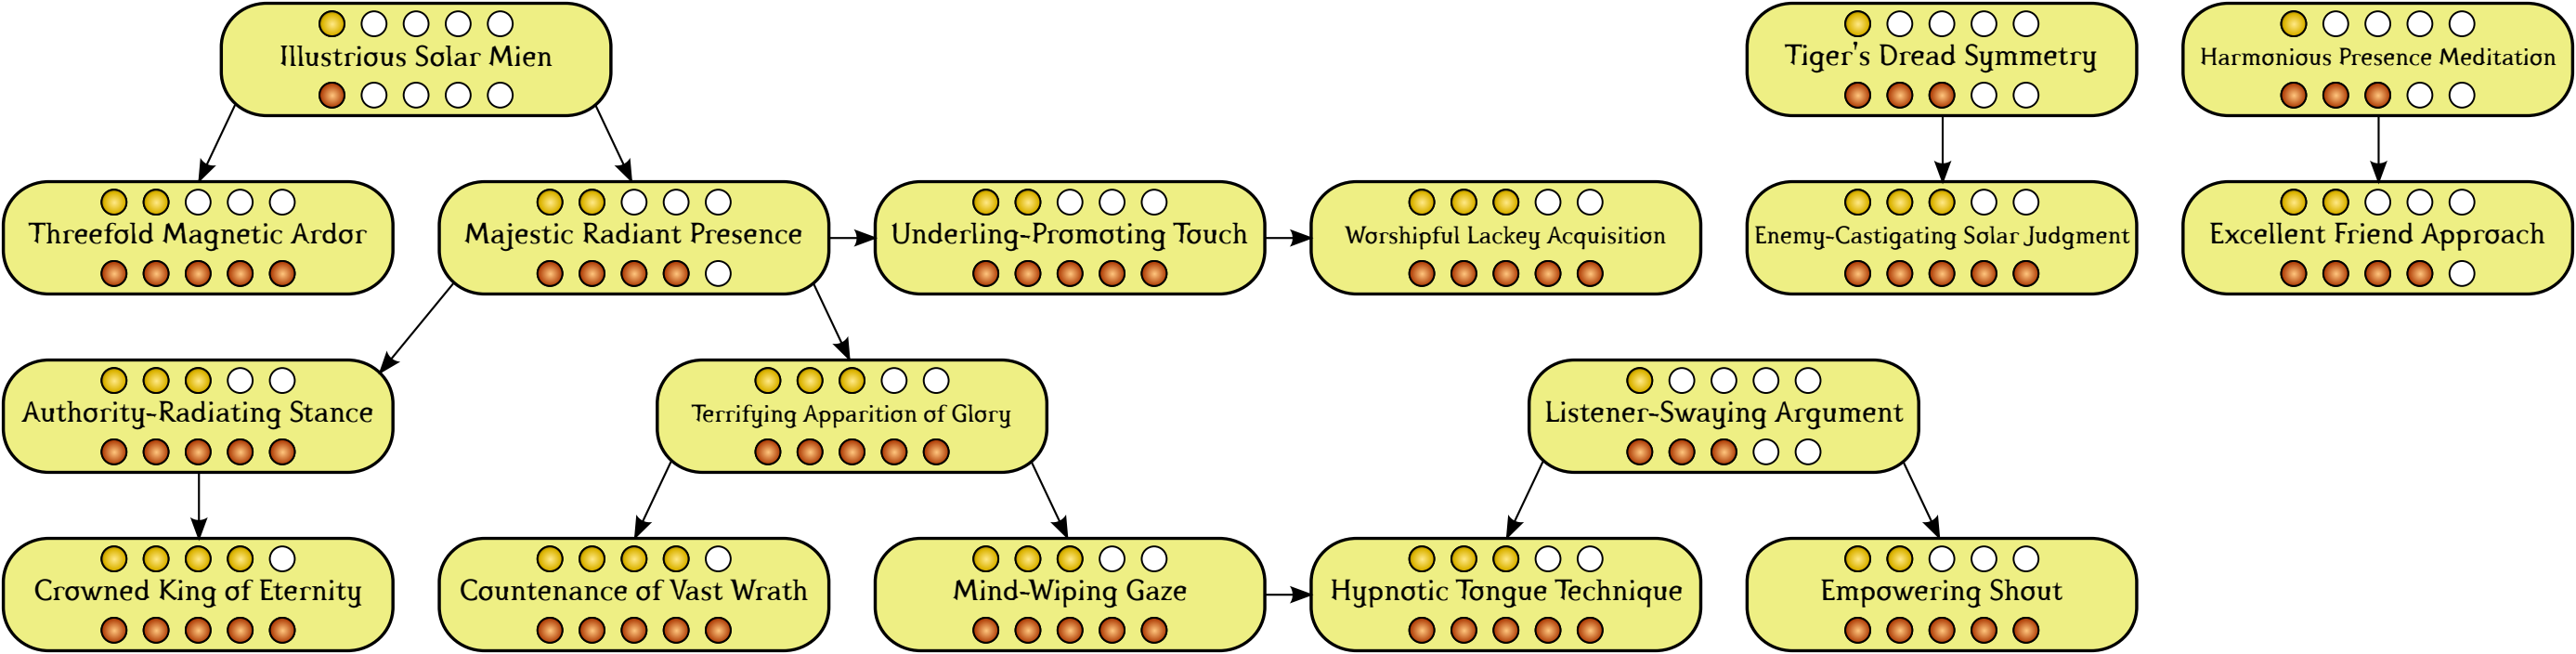 Illustrious Solar Mien
Tiger's Dread Symmetry
Harmonious Presence Meditation
Threefold Magnetic Ardor
Majestic Radiant Presence
Underling-Promoting Touch
Worshipful Lackey Acquisition
Enemy-Castigating Solar Judgment
Excellent Friend Approach
Authority-Radiating Stance
Terrifying Apparition of Glory
Listener-Swaying Argument
Crowned King of Eternity
Countenance of Vast Wrath
Mind-Wiping Gaze
Hypnotic Tongue Technique
Empowering Shout